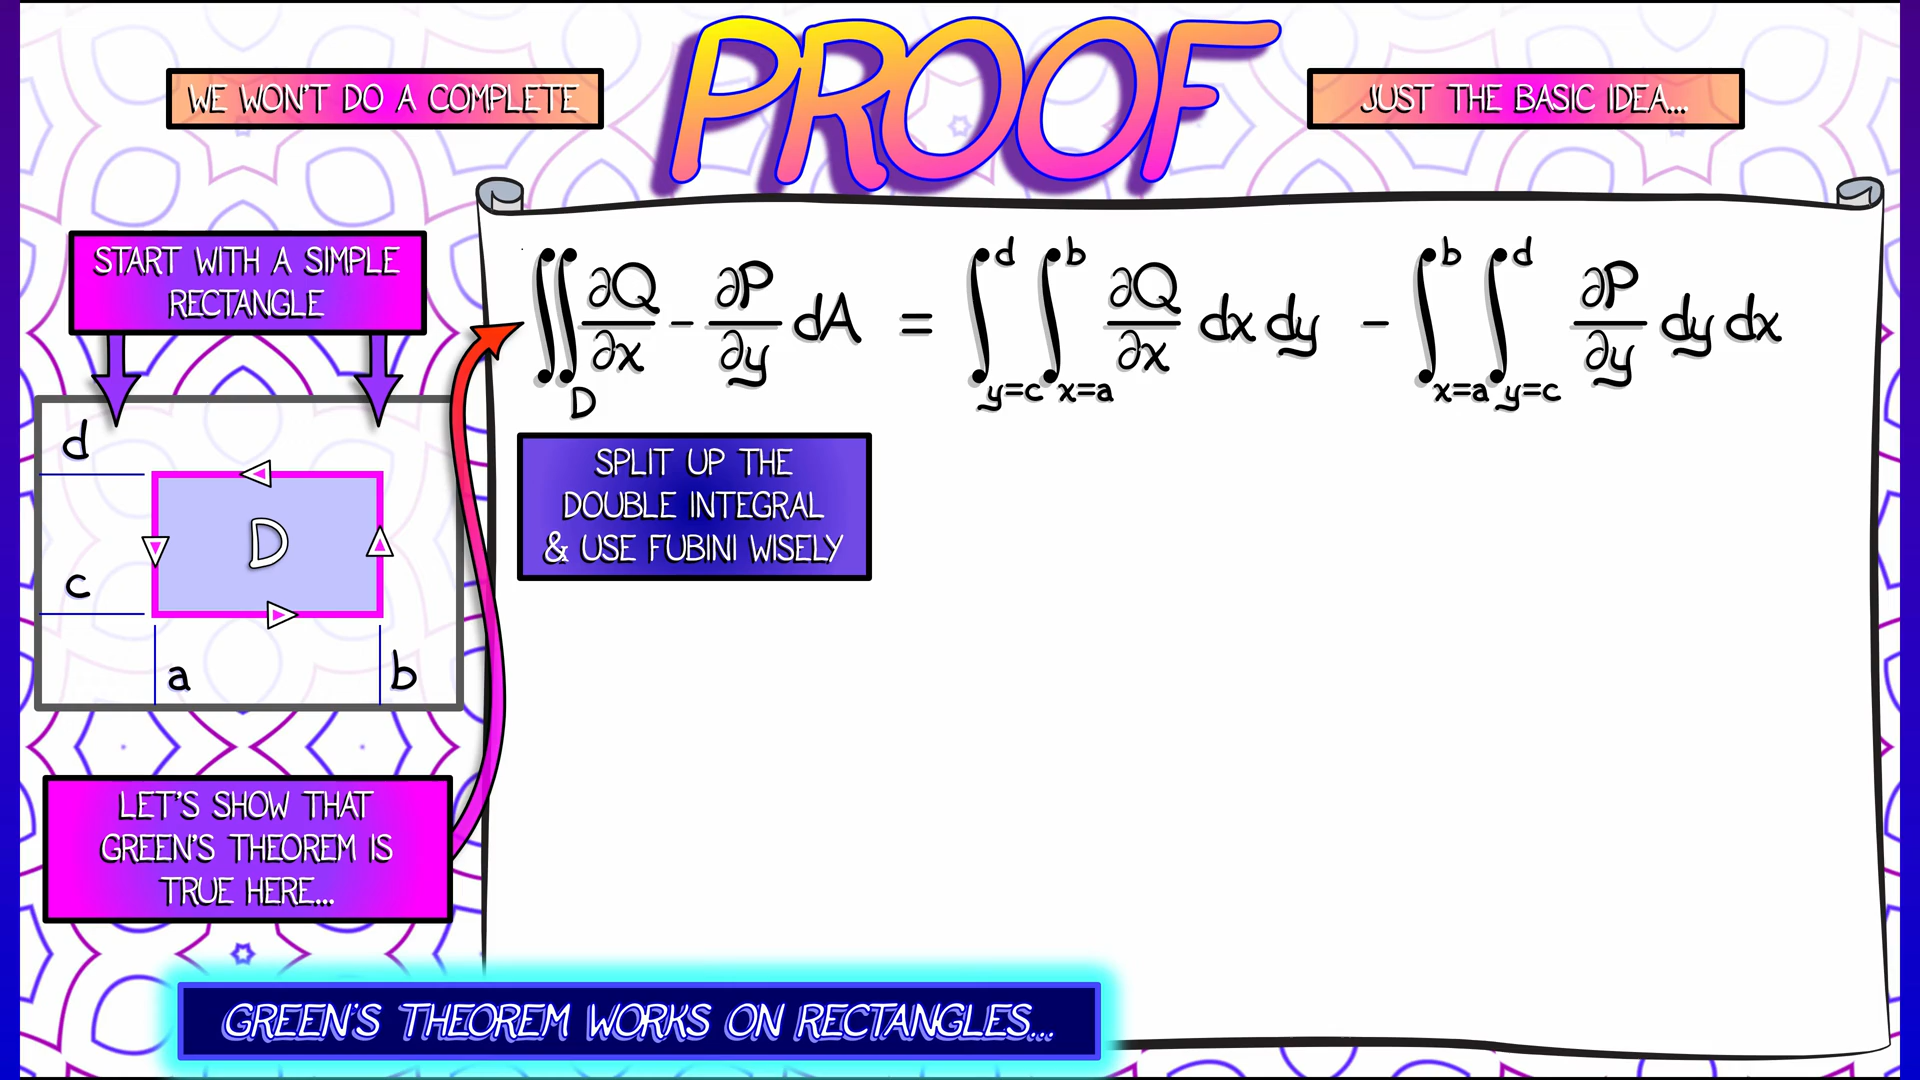 WE WON'T DO A COMPLETE
PROOF
JUST THE BASIC IDEA...
START WITH A SIMPLE
RECTANGLE
d
c
D
a
b
LET'S SHOW THAT
GREEN'S THEOREM IS
TRUE HERE...
∬_D ∂Q/∂x - ∂P/∂y dA = ∫_{y=c}^{d} ∫_{x=a}^{b} ∂Q/∂x dx dy - ∫_{x=a}^{b} ∫_{y=c}^{d} ∂P/∂y dy dx
SPLIT UP THE
DOUBLE INTEGRAL
& USE FUBINI WISELY
GREEN'S THEOREM WORKS ON RECTANGLES...